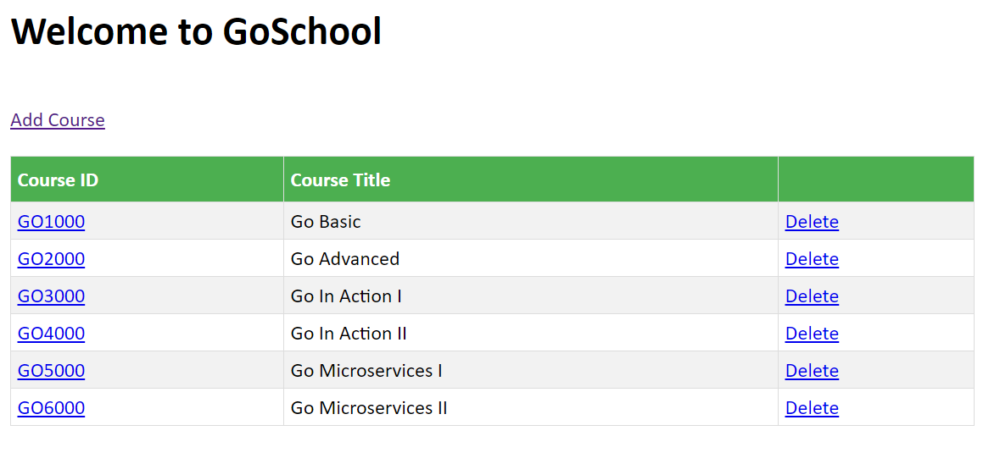 Welcome to GoSchool
Add Course
Course ID Course Title
GO1000 Go Basic Delete
GO2000 Go Advanced Delete
GO3000 Go In Action I Delete
GO4000 Go In Action II Delete
GO5000 Go Microservices I Delete
GO6000 Go Microservices II Delete